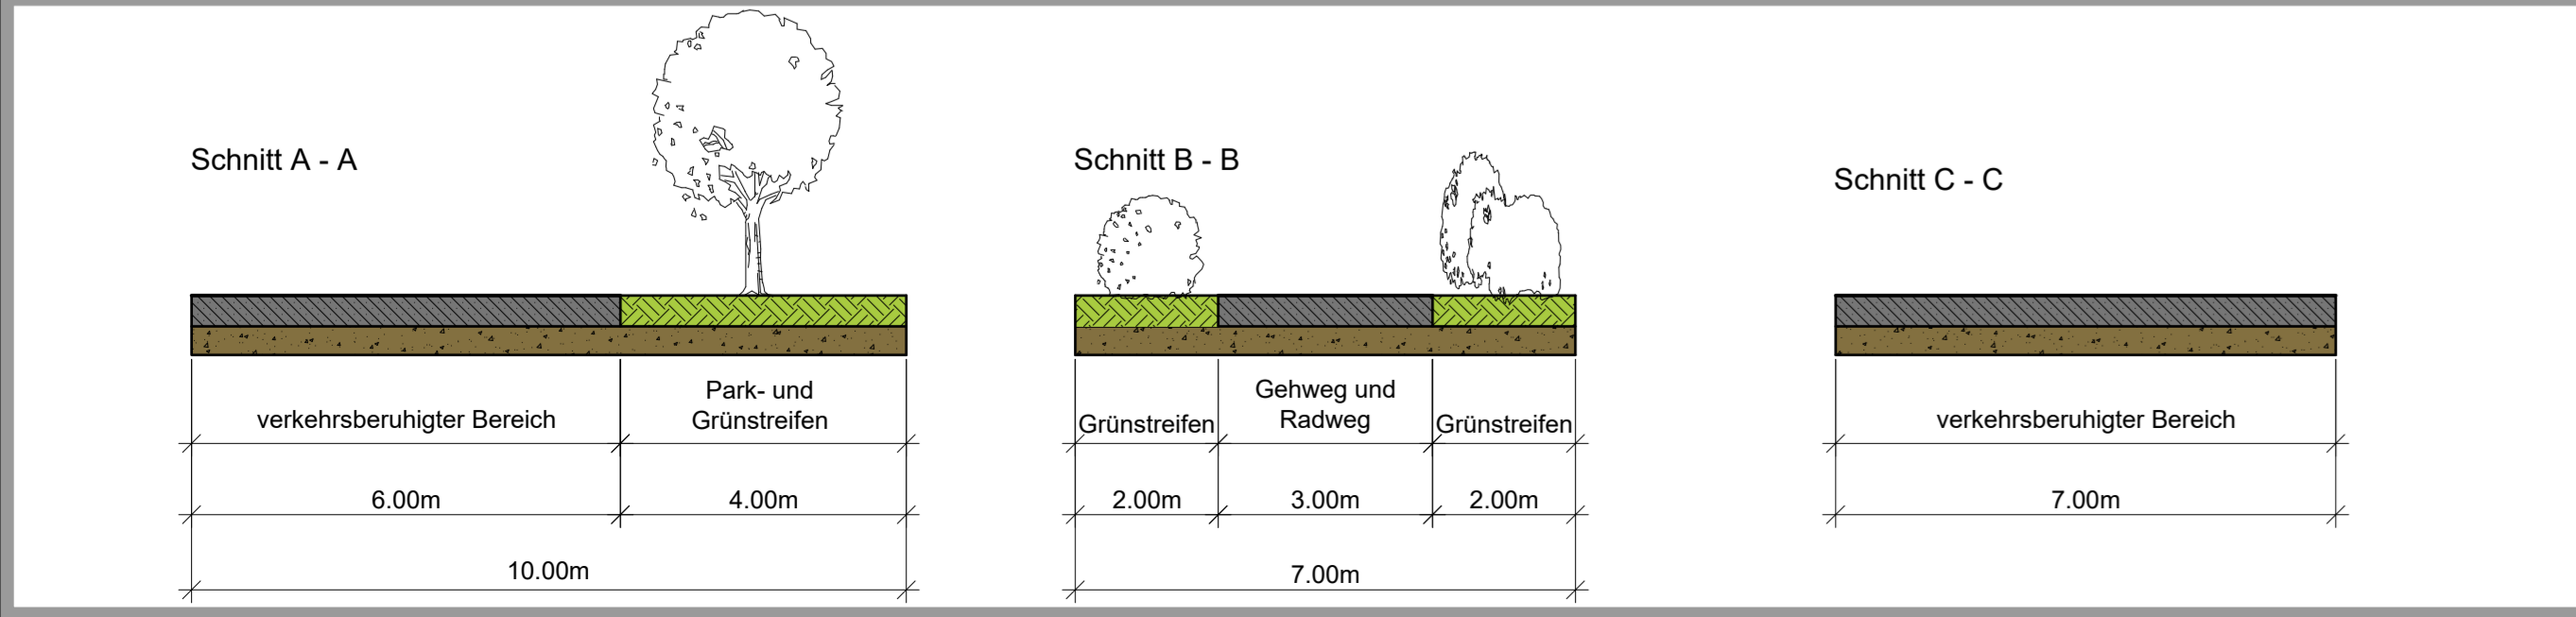 Schnitt A - A
verkehrsberuhigter Bereich
Park- und
Grünstreifen
6.00m
4.00m
10.00m
Schnitt B - B
Grünstreifen
Gehweg und
Radweg
Grünstreifen
2.00m
3.00m
2.00m
7.00m
Schnitt C - C
verkehrsberuhigter Bereich
7.00m